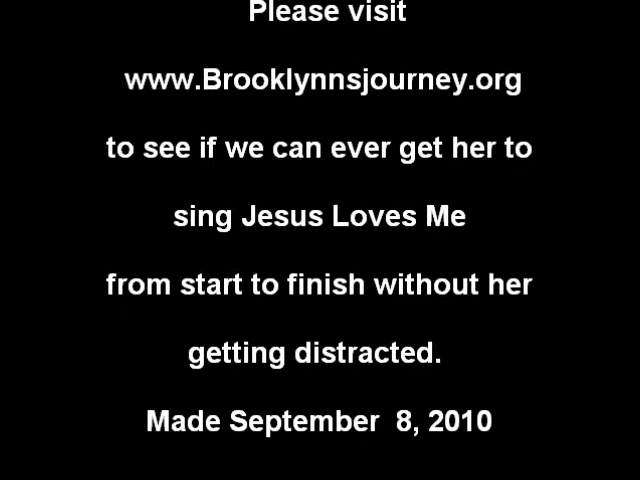 Please visit
www.Brooklynnsjourney.org
to see if we can ever get her to
sing Jesus Loves Me
from start to finish without her
getting distracted.
Made September  8, 2010